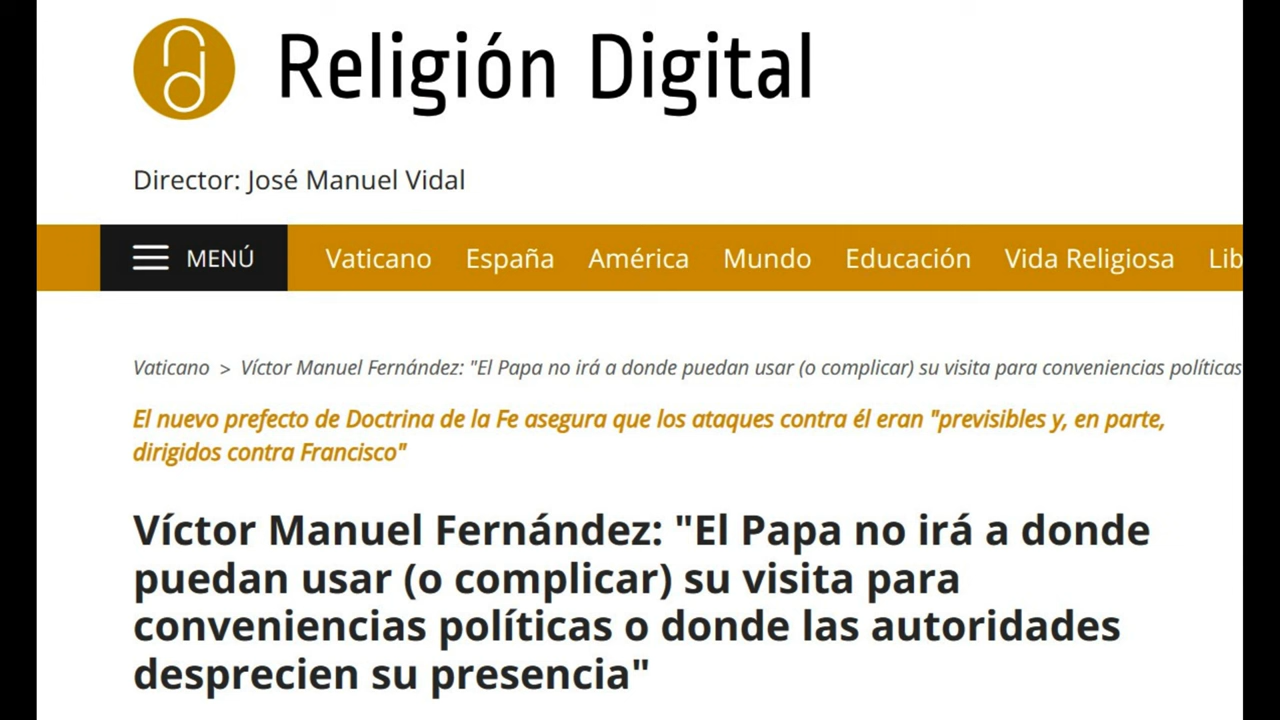 Religión Digital
Director: José Manuel Vidal
MENÚ Vaticano España América Mundo Educación Vida Religiosa Lib
Vaticano > Víctor Manuel Fernández: "El Papa no irá a donde puedan usar (o complicar) su visita para conveniencias políticas
El nuevo prefecto de Doctrina de la Fe asegura que los ataques contra él eran "previsibles y, en parte,
dirigidos contra Francisco"
Víctor Manuel Fernández: "El Papa no irá a donde
puedan usar (o complicar) su visita para
conveniencias políticas o donde las autoridades
desprecien su presencia"